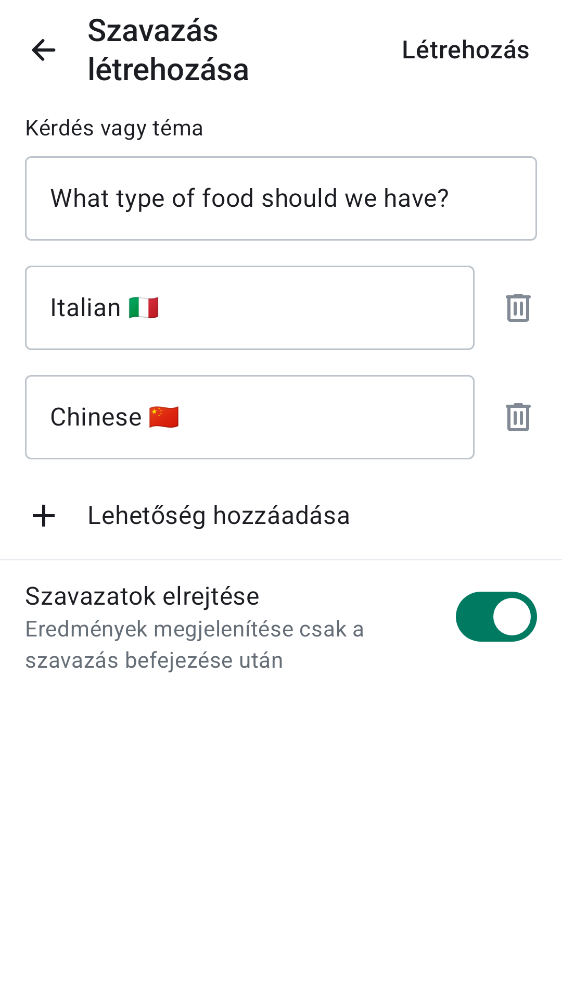 Szavazás
létrehozása
Létrehozás
Kérdés vagy téma
What type of food should we have?
Italian 🇮🇹
Chinese 🇨🇳
Lehetőség hozzáadása
Szavazatok elrejtése
Eredmények megjelenítése csak a
szavazás befejezése után